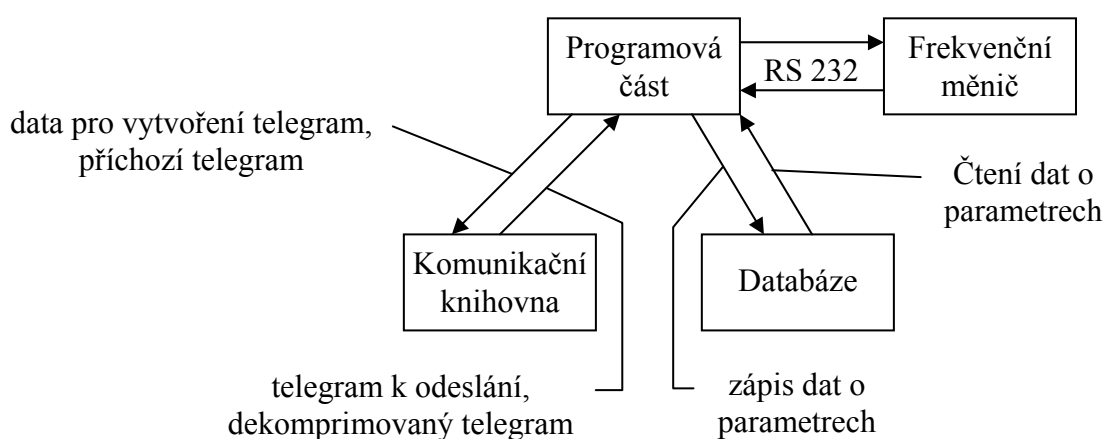 Programová
část
RS 232
Frekvenční
měnič
data pro vytvoření telegram,
příchozí telegram
Čtení dat o
parametrech
Komunikační
knihovna
Databáze
telegram k odeslání,
dekomprimovaný telegram
zápis dat o
parametrech